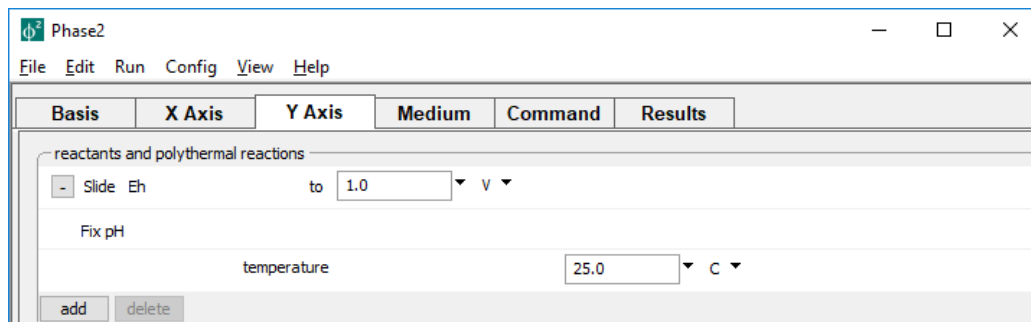 ϕ² Phase2
File Edit Run Config View Help
Basis X Axis Y Axis Medium Command Results
reactants and polythermal reactions
- Slide Eh to 1.0 V
Fix pH
temperature 25.0 C
add delete